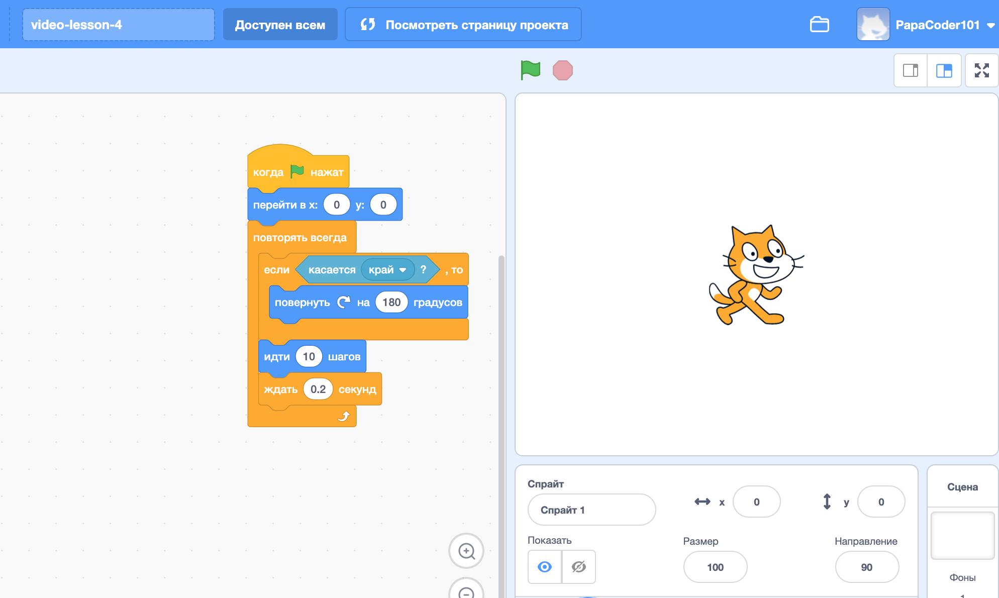 video-lesson-4
Доступен всем
Посмотреть страницу проекта
PapaCoder101
когда нажат
перейти в x: 0 y: 0
повторять всегда
если касается край ? , то
повернуть на 180 градусов
идти 10 шагов
ждать 0.2 секунд
Спрайт
Спрайт 1
x 0
y 0
Показать
Размер
100
Направление
90
Сцена
Фоны
1